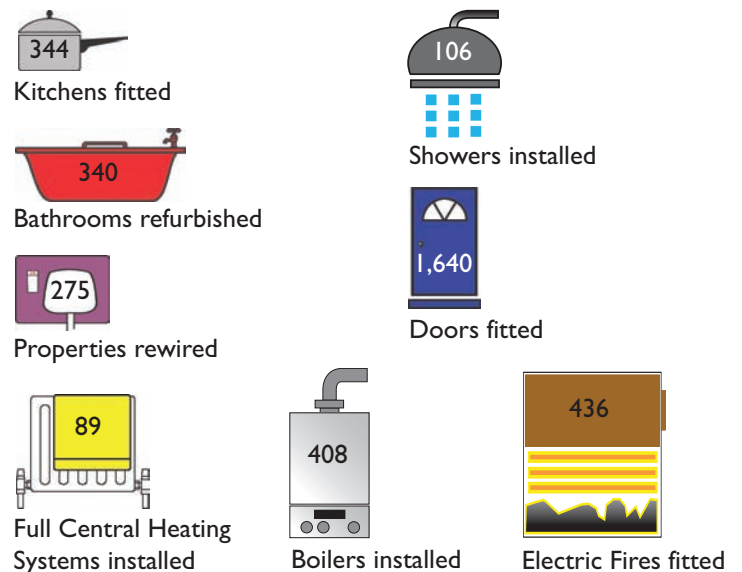 344
Kitchens fitted
106
Showers installed
340
Bathrooms refurbished
1,640
Doors fitted
275
Properties rewired
89
Full Central Heating
Systems installed
408
Boilers installed
436
Electric Fires fitted